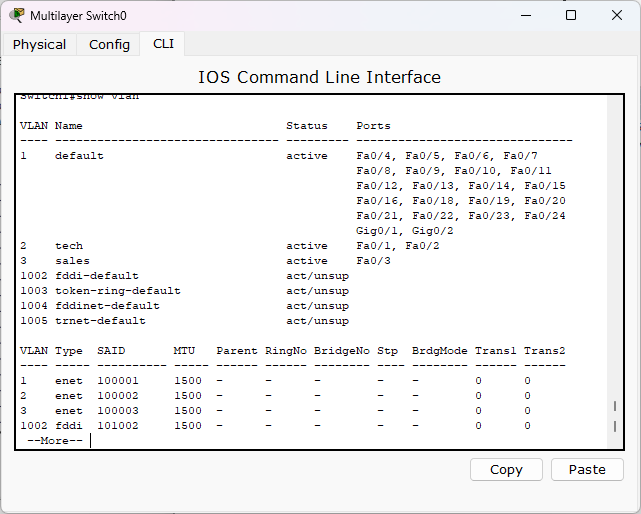 Multilayer Switch0
Physical Config CLI
IOS Command Line Interface
Switch1#show vlan
VLAN Name                             Status    Ports
---- -------------------------------- --------- -------------------------------
1    default                          active    Fa0/4, Fa0/5, Fa0/6, Fa0/7
                                                Fa0/8, Fa0/9, Fa0/10, Fa0/11
                                                Fa0/12, Fa0/13, Fa0/14, Fa0/15
                                                Fa0/16, Fa0/18, Fa0/19, Fa0/20
                                                Fa0/21, Fa0/22, Fa0/23, Fa0/24
                                                Gig0/1, Gig0/2
2    tech                             active    Fa0/1, Fa0/2
3    sales                            active    Fa0/3
1002 fddi-default                     act/unsup
1003 token-ring-default               act/unsup
1004 fddinet-default                  act/unsup
1005 trnet-default                    act/unsup
VLAN Type  SAID       MTU   Parent RingNo BridgeNo Stp  BrdgMode Trans1 Trans2
---- ----- ---------- ----- ------ ------ -------- ---- -------- ------ ------
1    enet  100001     1500  -      -      -        -    -        0      0
2    enet  100002     1500  -      -      -        -    -        0      0
3    enet  100003     1500  -      -      -        -    -        0      0
1002 fddi  101002     1500  -      -      -        -    -        0      0
 --More-- 
Copy Paste